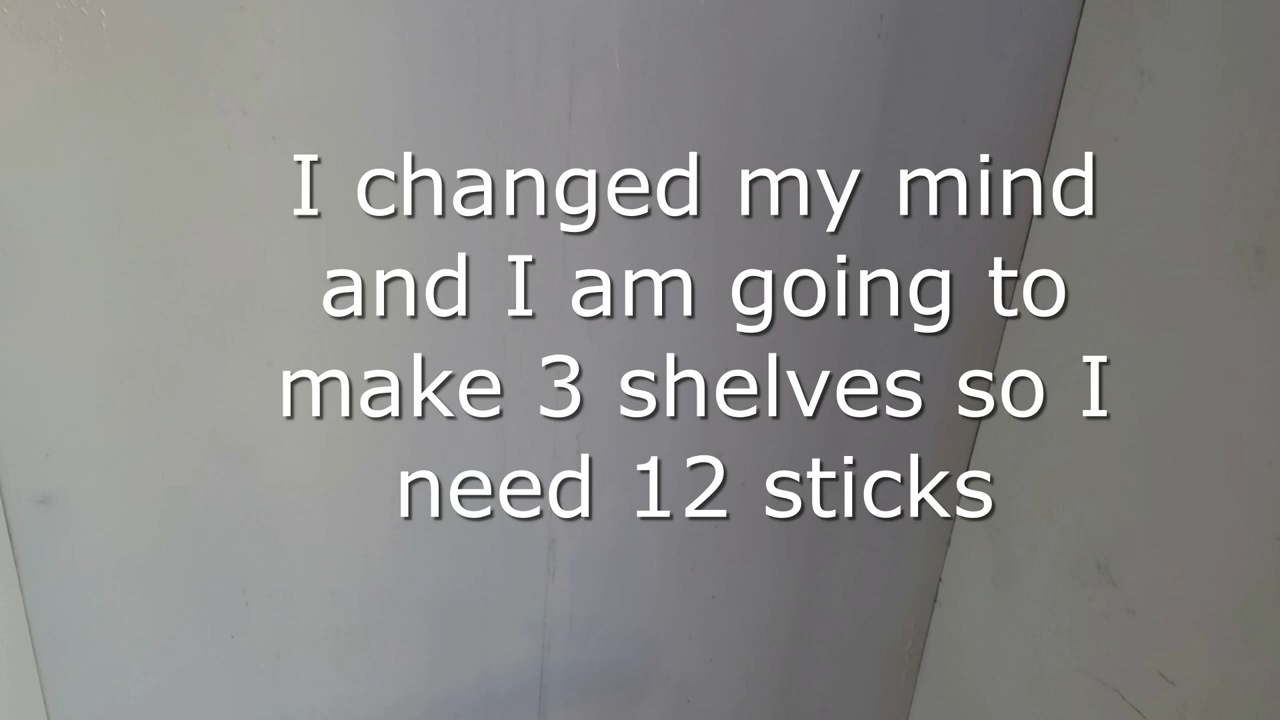 I changed my mind
and I am going to
make 3 shelves so I
need 12 sticks